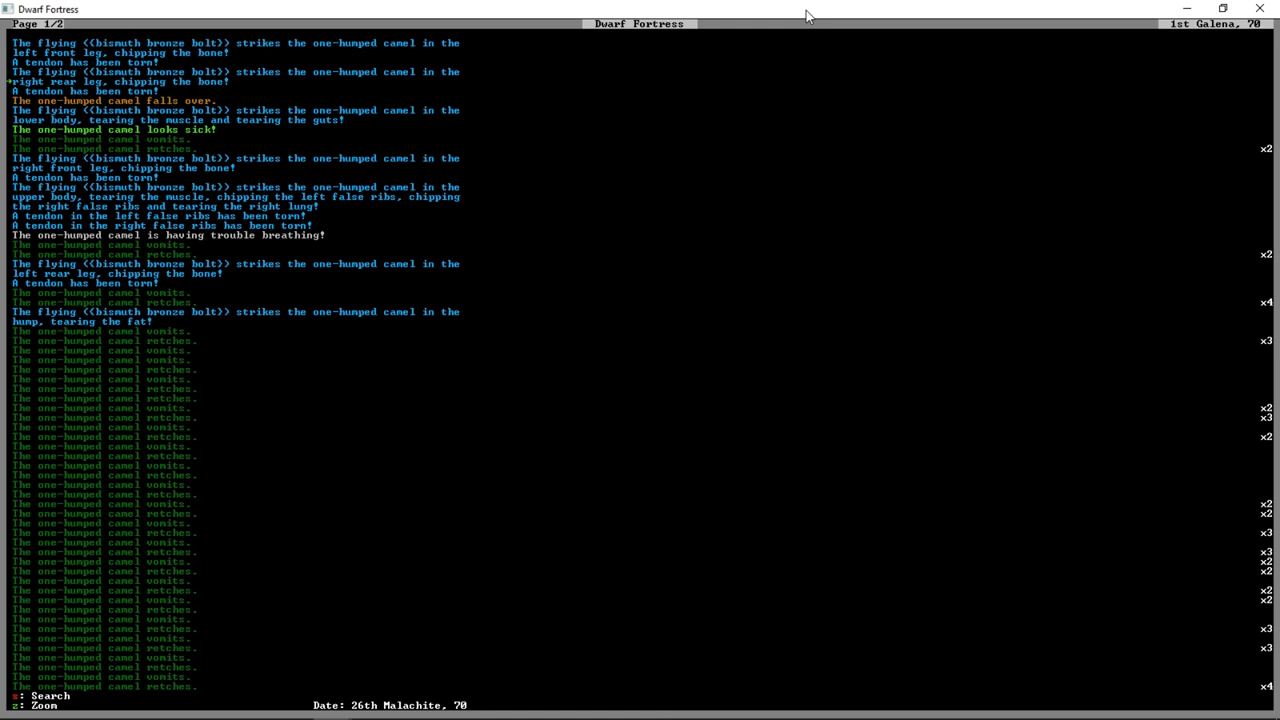 Dwarf Fortress
Page 1/2 Dwarf Fortress 1st Galena, 70
The flying <<bismuth bronze bolt>> strikes the one-humped camel in the
left front leg, chipping the bone!
A tendon has been torn!
The flying <<bismuth bronze bolt>> strikes the one-humped camel in the
right rear leg, chipping the bone!
A tendon has been torn!
The one-humped camel falls over.
The flying <<bismuth bronze bolt>> strikes the one-humped camel in the
lower body, tearing the muscle and tearing the guts!
The one-humped camel looks sick!
The one-humped camel vomits.
The one-humped camel retches. x2
The flying <<bismuth bronze bolt>> strikes the one-humped camel in the
right front leg, chipping the bone!
A tendon has been torn!
The flying <<bismuth bronze bolt>> strikes the one-humped camel in the
upper body, tearing the muscle, chipping the left false ribs, chipping
the right false ribs and tearing the right lung!
A tendon in the left false ribs has been torn!
A tendon in the right false ribs has been torn!
The one-humped camel is having trouble breathing!
The one-humped camel vomits.
The one-humped camel retches. x2
The flying <<bismuth bronze bolt>> strikes the one-humped camel in the
left rear leg, chipping the bone!
A tendon has been torn!
The one-humped camel vomits.
The one-humped camel retches. x4
The flying <<bismuth bronze bolt>> strikes the one-humped camel in the
hump, tearing the fat!
The one-humped camel vomits.
The one-humped camel retches. x3
The one-humped camel vomits.
The one-humped camel vomits.
The one-humped camel retches.
The one-humped camel vomits.
The one-humped camel retches.
The one-humped camel vomits.
The one-humped camel vomits. x2
The one-humped camel retches. x3
The one-humped camel vomits.
The one-humped camel retches. x2
The one-humped camel vomits.
The one-humped camel vomits.
The one-humped camel vomits.
The one-humped camel retches.
The one-humped camel vomits.
The one-humped camel retches.
The one-humped camel vomits. x2
The one-humped camel retches. x2
The one-humped camel vomits.
The one-humped camel retches. x3
The one-humped camel vomits.
The one-humped camel retches. x3
The one-humped camel vomits. x2
The one-humped camel retches. x2
The one-humped camel vomits.
The one-humped camel retches. x2
The one-humped camel vomits. x2
The one-humped camel retches.
The one-humped camel vomits.
The one-humped camel retches. x3
The one-humped camel vomits.
The one-humped camel retches. x3
The one-humped camel vomits.
The one-humped camel retches.
The one-humped camel vomits.
The one-humped camel retches. x4
s: Search
z: Zoom Date: 26th Malachite, 70